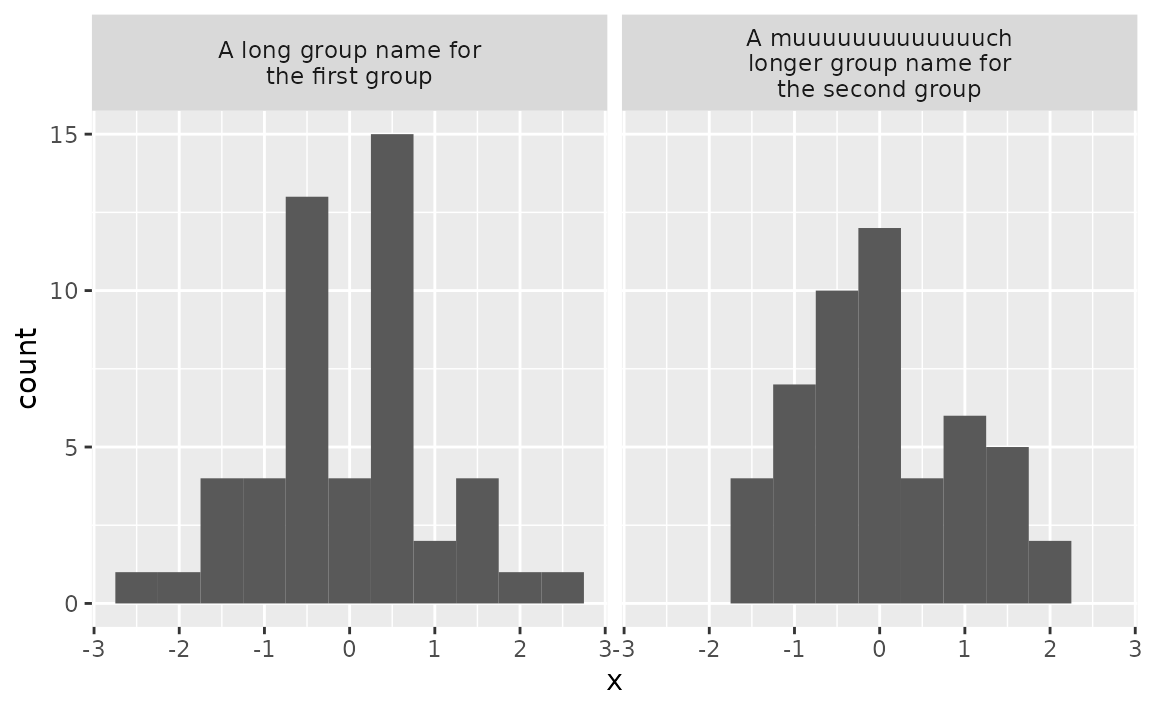 A long group name for
the first group
A muuuuuuuuuuuuuch
longer group name for
the second group
15
10
5
0
count
-3 -2 -1 0 1 2 3
-3 -2 -1 0 1 2 3
x